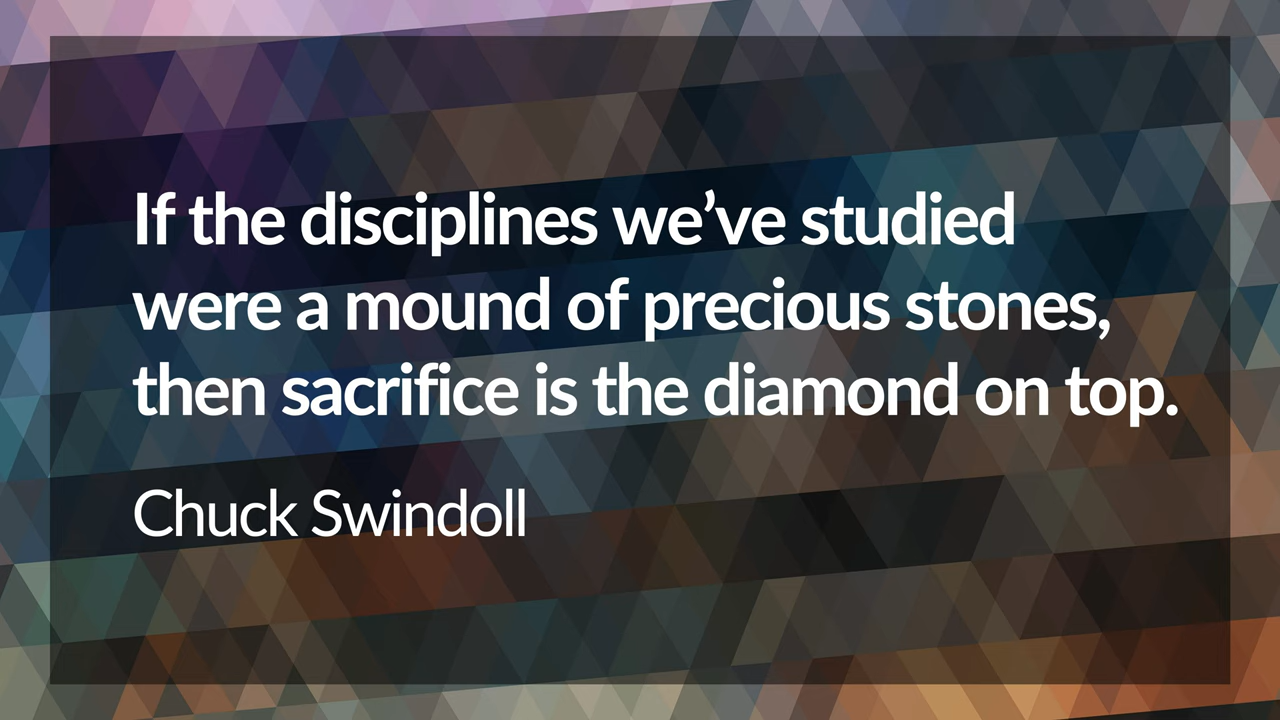 If the disciplines we’ve studied
were a mound of precious stones,
then sacrifice is the diamond on top.
Chuck Swindoll